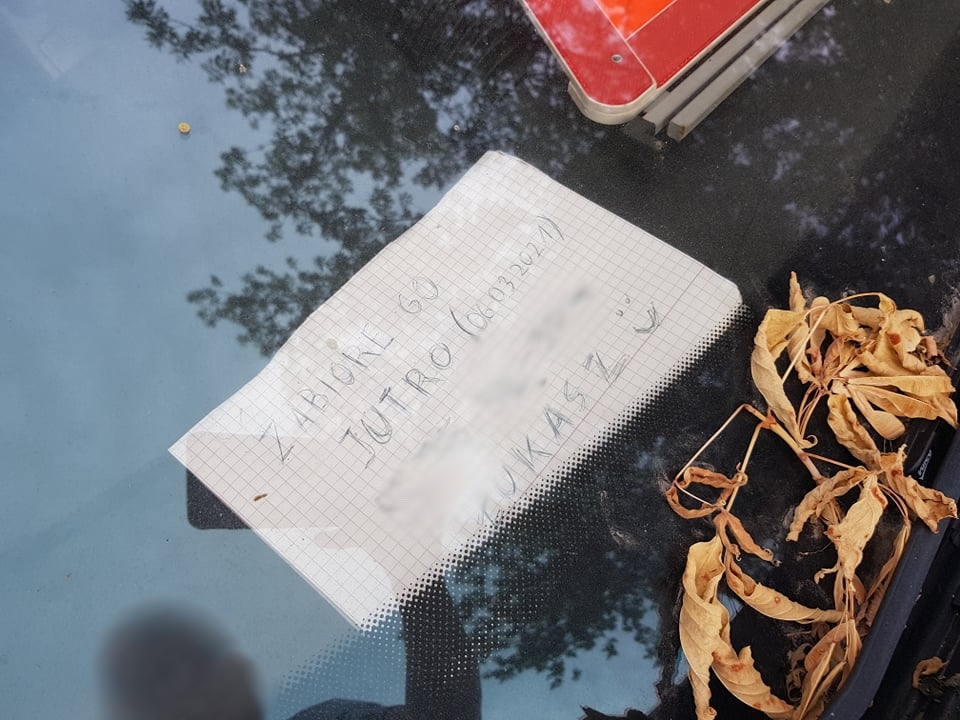 ZABIORĘ GO
JUTRO (06.03.2021)
ŁUKASZ